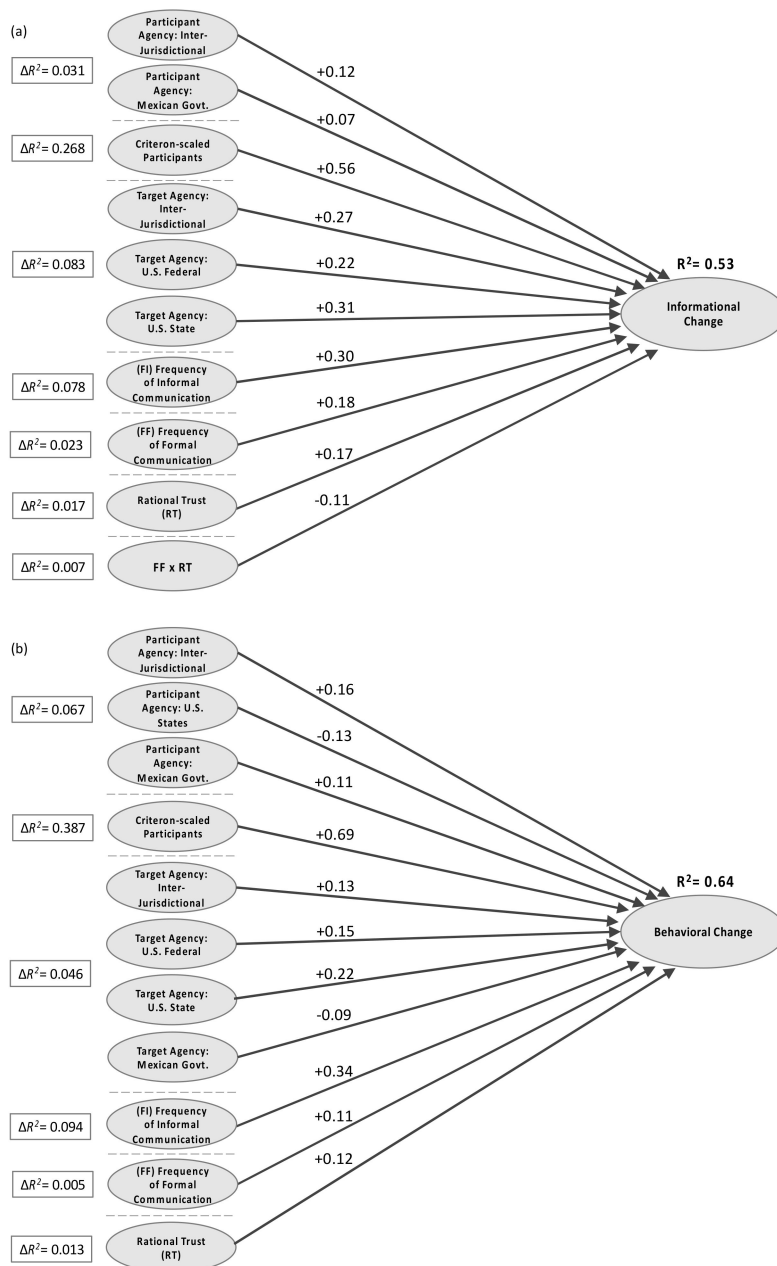 (a)
Participant
Agency: Inter-
Jurisdictional
+0.12
ΔR²= 0.031
Participant
Agency:
Mexican Govt.
+0.07
ΔR²= 0.268
Criteron-scaled
Participants
+0.56
Target Agency:
Inter-
Jurisdictional
+0.27
ΔR²= 0.083
Target Agency:
U.S. Federal
+0.22
R²= 0.53
Informational
Change
Target Agency:
U.S. State
+0.31
ΔR²= 0.078
(FI) Frequency
of Informal
Communication
+0.30
ΔR²= 0.023
(FF) Frequency
of Formal
Communication
+0.18
ΔR²= 0.017
Rational Trust
(RT)
+0.17
ΔR²= 0.007
FF x RT
-0.11
(b)
Participant
Agency: Inter-
Jurisdictional
+0.16
ΔR²= 0.067
Participant
Agency: U.S.
States
-0.13
Participant
Agency:
Mexican Govt.
+0.11
ΔR²= 0.387
Criteron-scaled
Participants
+0.69
Target Agency:
Inter-
Jurisdictional
+0.13
R²= 0.64
Behavioral Change
Target Agency:
U.S. Federal
+0.15
ΔR²= 0.046
Target Agency:
U.S. State
+0.22
Target Agency:
Mexican Govt.
-0.09
ΔR²= 0.094
(FI) Frequency
of Informal
Communication
+0.34
ΔR²= 0.005
(FF) Frequency
of Formal
Communication
+0.11
ΔR²= 0.013
Rational Trust
(RT)
+0.12